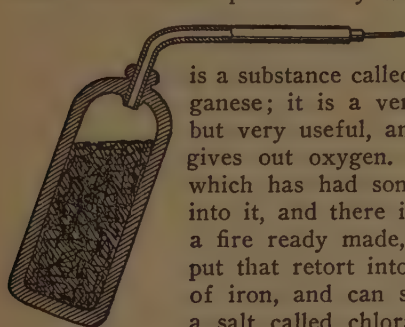 is a substance called
ganese; it is a ver
but very useful, an
gives out oxygen.
which has had som
into it, and there i
a fire ready made,
put that retort into
of iron, and can s
a salt called chlor